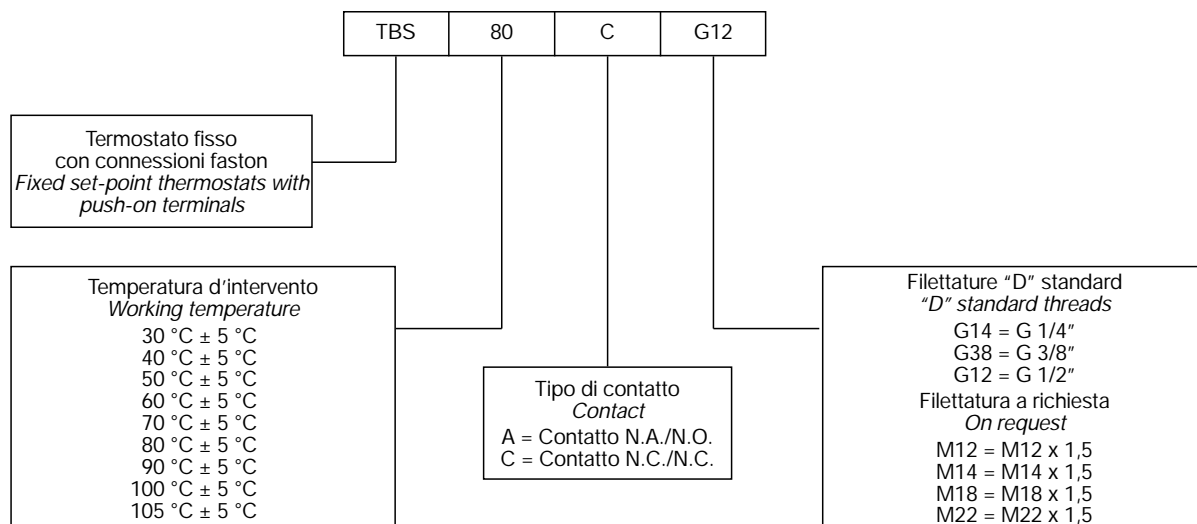 TBS 80 C G12
Termostato fisso
con connessioni faston
Fixed set-point thermostats with
push-on terminals
Temperatura d'intervento
Working temperature
30 °C ± 5 °C
40 °C ± 5 °C
50 °C ± 5 °C
60 °C ± 5 °C
70 °C ± 5 °C
80 °C ± 5 °C
90 °C ± 5 °C
100 °C ± 5 °C
105 °C ± 5 °C
Tipo di contatto
Contact
A = Contatto N.A./N.O.
C = Contatto N.C./N.C.
Filettature “D” standard
“D” standard threads
G14 = G 1/4”
G38 = G 3/8”
G12 = G 1/2”
Filettatura a richiesta
On request
M12 = M12 x 1,5
M14 = M14 x 1,5
M18 = M18 x 1,5
M22 = M22 x 1,5